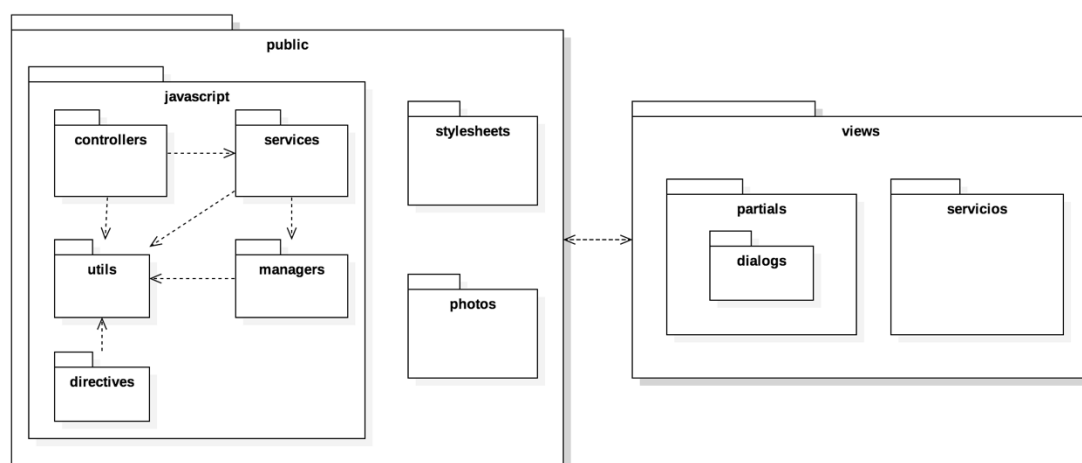 public
javascript
controllers
services
stylesheets
utils
managers
photos
directives
views
partials
servicios
dialogs